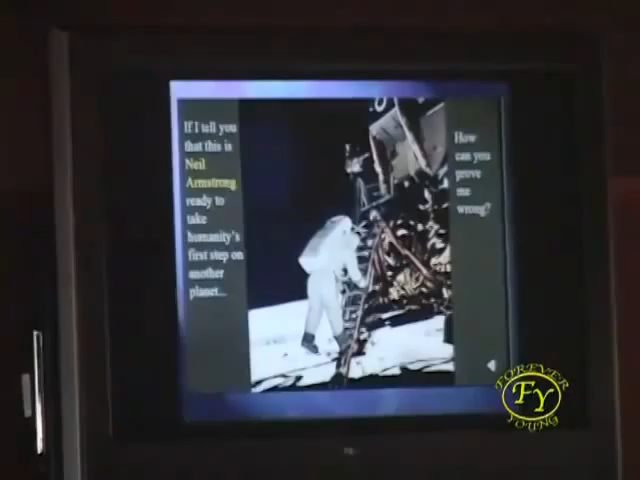 If I tell you
that this is
Neil
Armstrong
ready to
take
humanity's
first step on
another
planet...
How
can you
prove
me
wrong?
FOREVER
FY
YOUNG